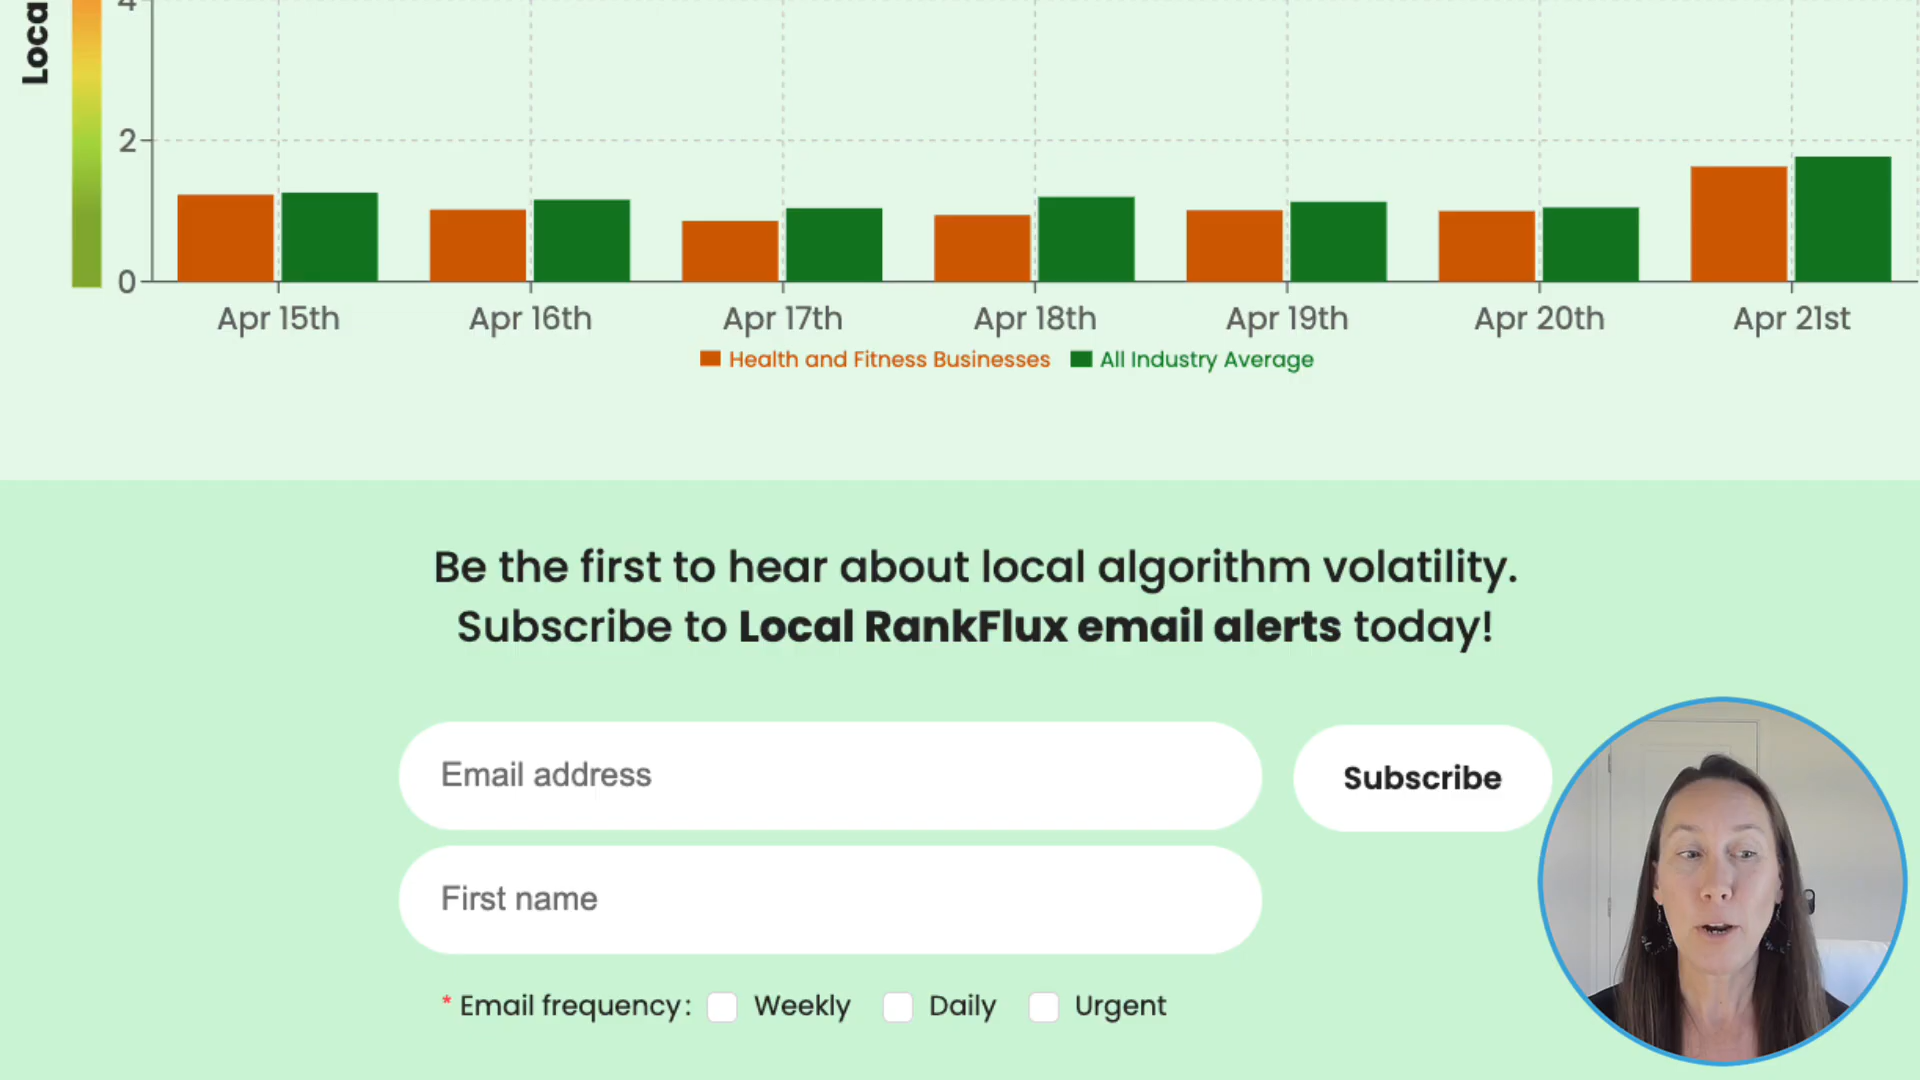 4
Loca
2
0
Apr 15th Apr 16th Apr 17th Apr 18th Apr 19th Apr 20th Apr 21st
Health and Fitness Businesses All Industry Average
Be the first to hear about local algorithm volatility.
Subscribe to Local RankFlux email alerts today!
Email address
Subscribe
First name
* Email frequency: Weekly Daily Urgent